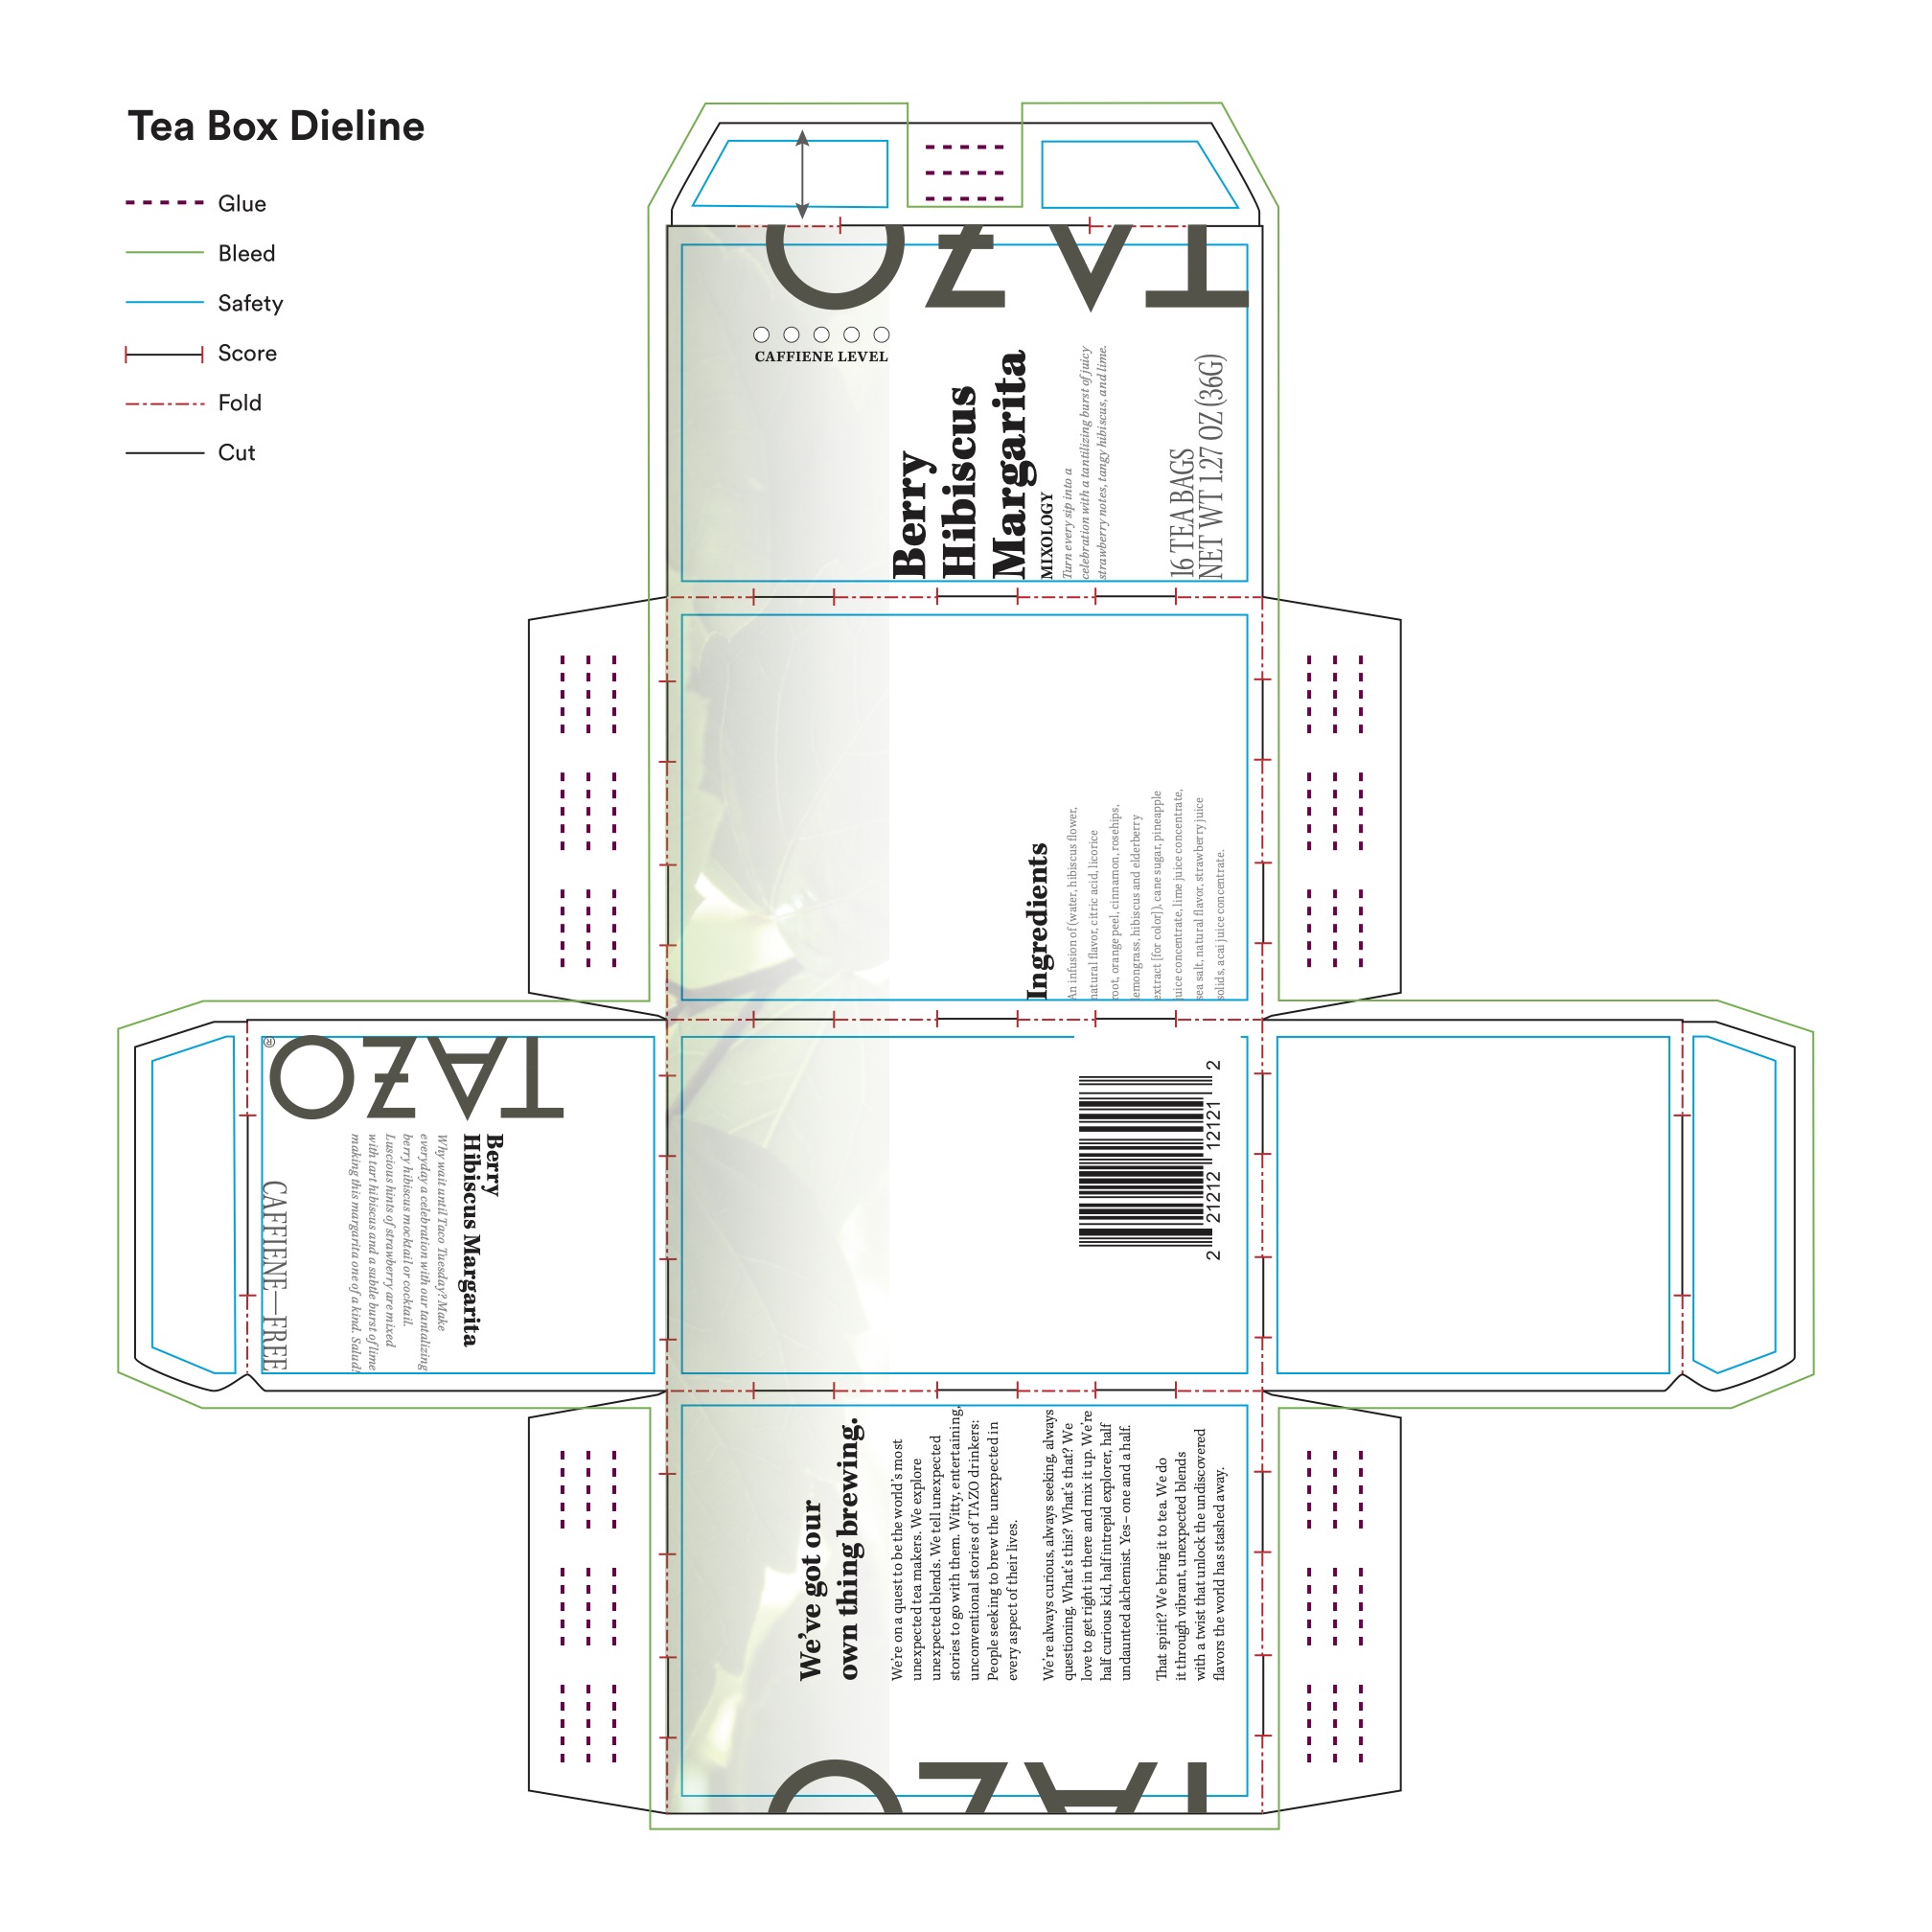 Tea Box Dieline
Glue
Bleed
Safety
Score
Fold
Cut
TAZO
CAFFIENE LEVEL
Berry
Hibiscus
Margarita
MIXOLOGY
Turn every sip into a
celebration with a tantilizing burst of juicy
strawberry notes, tangy hibiscus, and lime.
16 TEA BAGS
NET WT 1.27 OZ (36G)
Ingredients
An infusion of (water, hibiscus flower,
natural flavor, citric acid, licorice
root, orange peel, cinnamon, rosehips,
lemongrass, hibiscus and elderberry
extract [for color]), cane sugar, pineapple
juice concentrate, lime juice concentrate,
sea salt, natural flavor, strawberry juice
solids, acai juice concentrate.
TAZO®
Berry
Hibiscus Margarita
Why wait until Taco Tuesday? Make
everyday a celebration with our tantalizing
berry hibiscus mocktail or cocktail.
Luscious hints of strawberry are mixed
with tart hibiscus and a subtle burst of lime
making this margarita one of a kind. Salud!
CAFFIENE—FREE
2 21212 12121 2
We've got our
own thing brewing.
We're on a quest to be the world's most
unexpected tea makers. We explore
unexpected blends. We tell unexpected
stories to go with them. Witty, entertaining,
unconventional stories of TAZO drinkers:
People seeking to brew the unexpected in
every aspect of their lives.
We're always curious, always seeking, always
questioning. What's this? What's that? We
love to get right in there and mix it up. We're
half curious kid, half intrepid explorer, half
undaunted alchemist. Yes– one and a half.
That spirit? We bring it to tea. We do
it through vibrant, unexpected blends
with a twist that unlock the undiscovered
flavors the world has stashed away.
TAZO